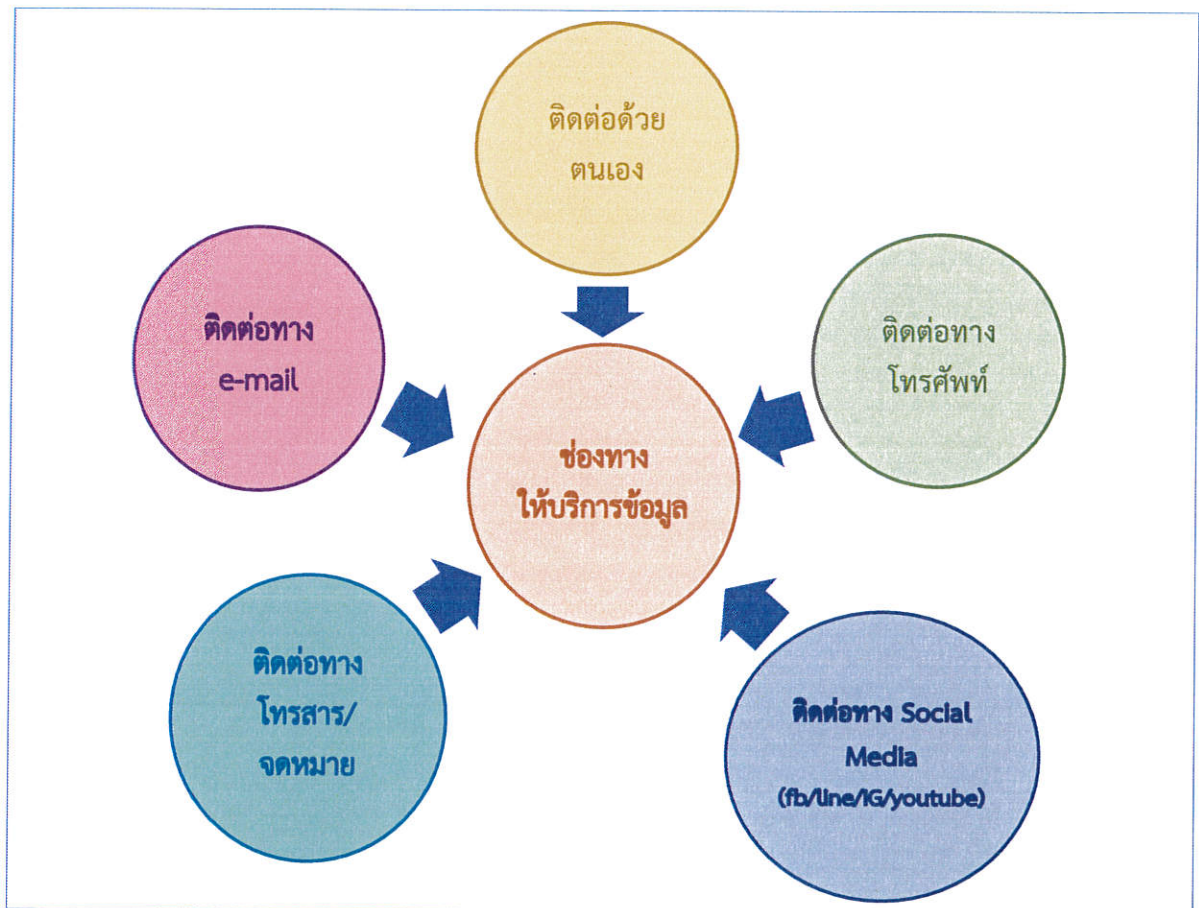 ติดต่อด้วย
ตนเอง
ติดต่อทาง
e-mail
ติดต่อทาง
โทรศัพท์
ช่องทาง
ให้บริการข้อมูล
ติดต่อทาง
โทรสาร/
จดหมาย
ติดต่อทาง Social
Media
(fb/line/IG/youtube)